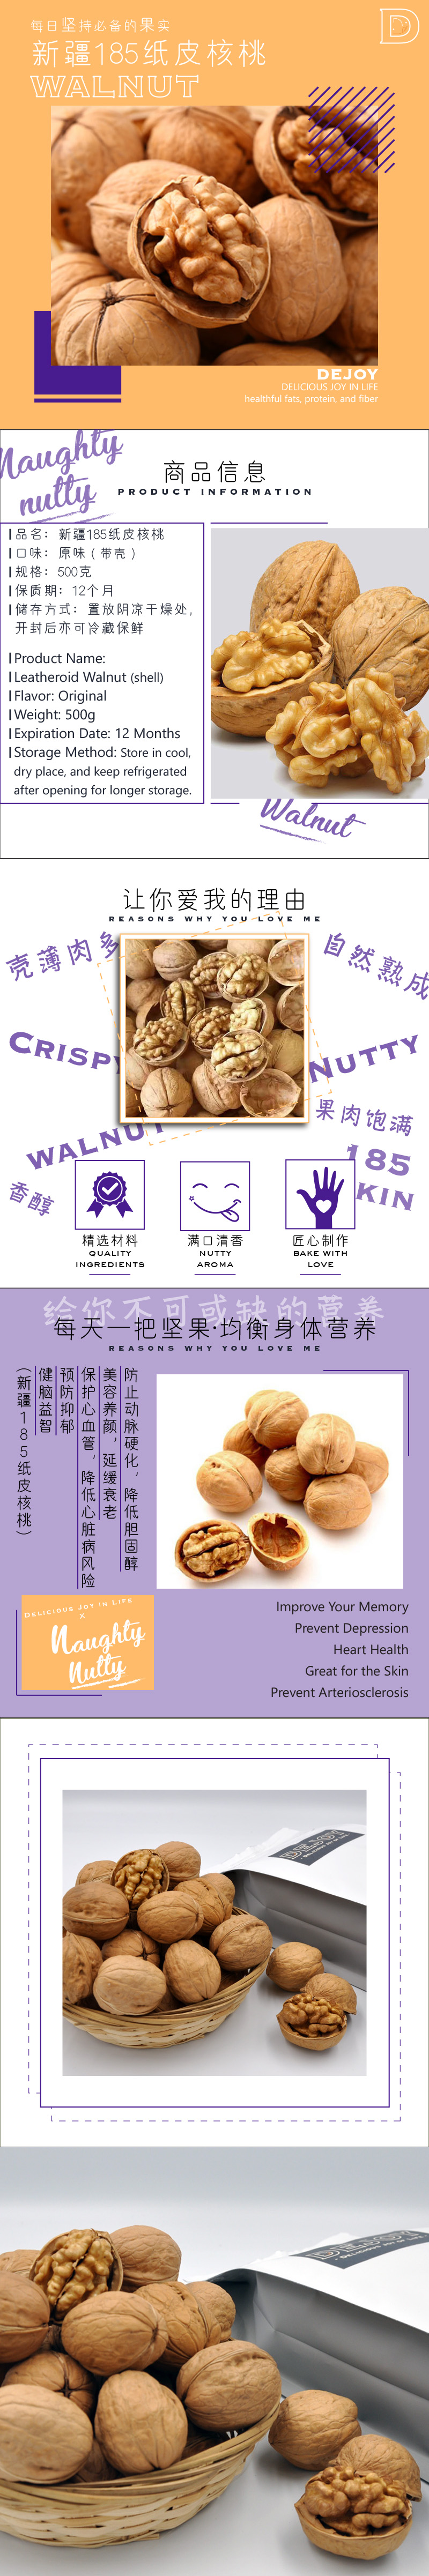 每日坚持必备的果实
D
新疆185纸皮核桃
WALNUT
DEJOY
DELICIOUS JOY IN LIFE
healthful fats, protein, and fiber
Naughty
nutty
商品信息
PRODUCT INFORMATION
品名：新疆185纸皮核桃
口味：原味（带壳）
规格：500克
保质期：12个月
储存方式：置放阴凉干燥处，
开封后亦可冷藏保鲜
Product Name:
Leatheroid Walnut (shell)
Flavor: Original
Weight: 500g
Expiration Date: 12 Months
Storage Method: Store in cool,
dry place, and keep refrigerated
after opening for longer storage.
Walnut
让你爱我的理由
REASONS WHY YOU LOVE ME
壳薄肉多
自然熟成
CRISPY
NUTTY
果肉饱满
WALNUT
185
KIN
香醇
精选材料
QUALITY
INGREDIENTS
满口清香
NUTTY
AROMA
匠心制作
BAKE WITH
LOVE
给你不可或缺的营养
每天一把坚果·均衡身体营养
REASONS WHY YOU LOVE ME
防止动脉硬化，降低胆固醇
美容养颜，延缓衰老
保护心血管，降低心脏病风险
预防抑郁
健脑益智
（新疆185纸皮核桃）
DELICIOUS JOY IN LIFE
X
Naughty
Nutty
Improve Your Memory
Prevent Depression
Heart Health
Great for the Skin
Prevent Arteriosclerosis
DEJOY
DELICIOUS JOY IN LIFE
DEJOY
DELICIOUS JOY IN LIFE